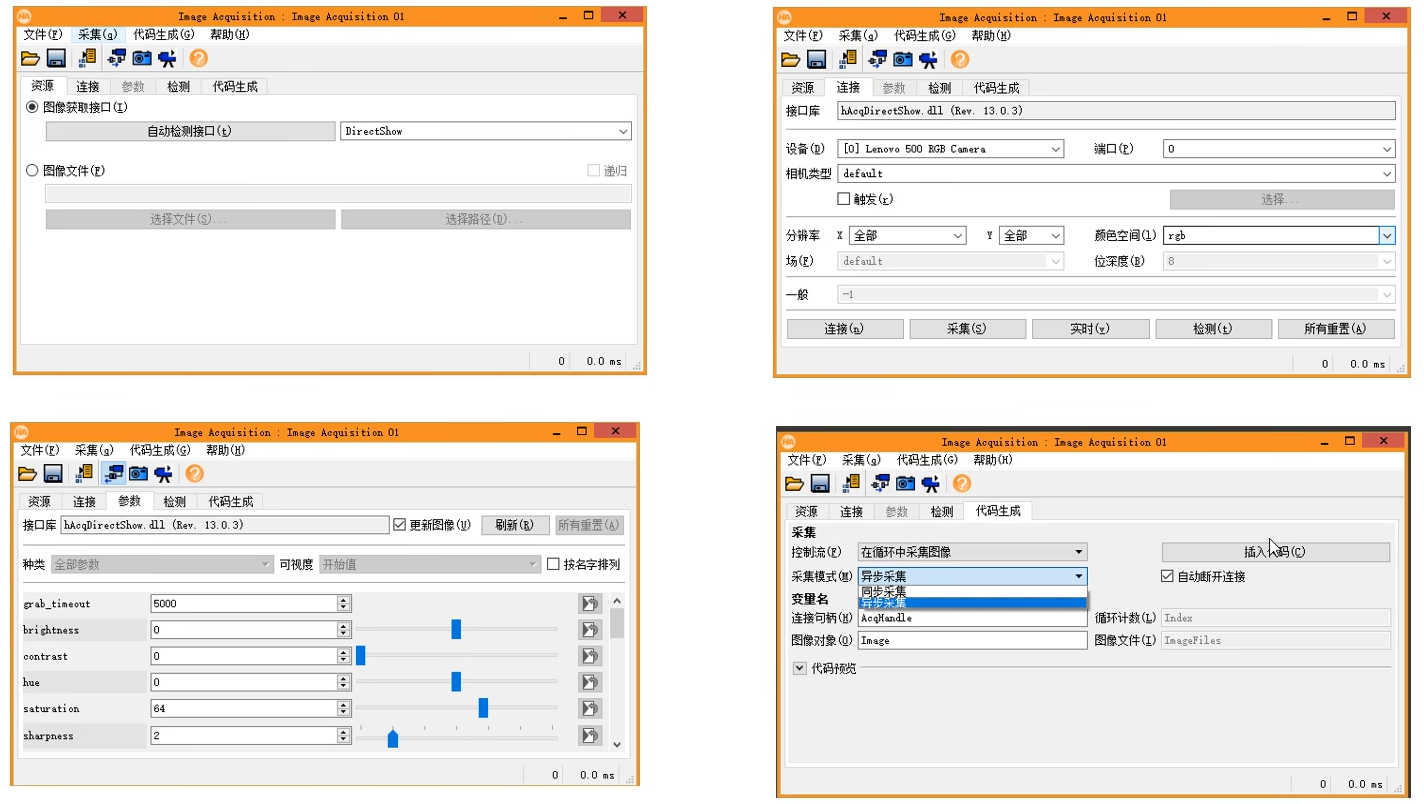 Image Acquisition : Image Acquisition 01
文件(F) 采集(a) 代码生成(G) 帮助(H)
资源 连接 参数 检测 代码生成
图像获取接口(I)
自动检测接口(t) DirectShow
图像文件(F) 递归
选择文件(S)... 选择路径(D)...
0 0.0 ms
Image Acquisition : Image Acquisition 01
文件(F) 采集(a) 代码生成(G) 帮助(H)
资源 连接 参数 检测 代码生成
接口库 hAcqDirectShow.dll (Rev. 13.0.3)
设备(D) [0] Lenovo 500 RGB Camera 端口(P) 0
相机类型 default
触发(r) 选择...
分辨率 X 全部 Y 全部 颜色空间(l) rgb
场(F) default 位深度(B) 8
一般 -1
连接(n) 采集(S) 实时(v) 检测(t) 所有重置(A)
0 0.0 ms
Image Acquisition : Image Acquisition 01
文件(F) 采集(a) 代码生成(G) 帮助(H)
资源 连接 参数 检测 代码生成
接口库 hAcqDirectShow.dll (Rev. 13.0.3) 更新图像(U) 刷新(R) 所有重置(A)
种类 全部参数 可视度 开始值 按名字排列
grab_timeout 5000
brightness 0
contrast 0
hue 0
saturation 64
sharpness 2
0 0.0 ms
Image Acquisition : Image Acquisition 01
文件(F) 采集(a) 代码生成(G) 帮助(H)
资源 连接 参数 检测 代码生成
采集
控制流(F) 在循环中采集图像 插入代码(C)
采集模式(M) 异步采集 自动断开连接
同步采集
变量名 异步采集
连接句柄(H) AcqHandle 循环计数(L) Index
图像对象(O) Image 图像文件(I) ImageFiles
代码预览
0 0.0 ms